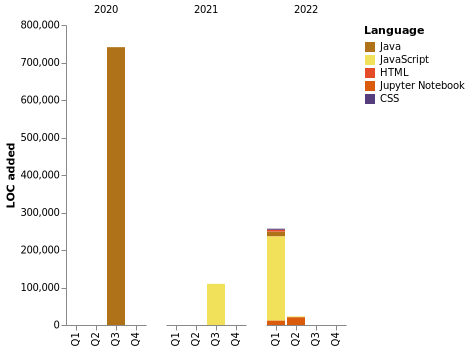 2020 2021 2022
LOC added
800,000
700,000
600,000
500,000
400,000
300,000
200,000
100,000
0
Q1 Q2 Q3 Q4 Q1 Q2 Q3 Q4 Q1 Q2 Q3 Q4
Language
Java
JavaScript
HTML
Jupyter Notebook
CSS